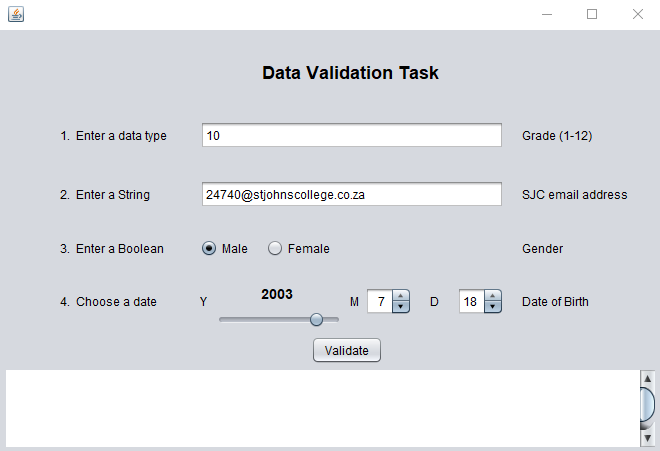 Data Validation Task
1. Enter a data type 10 Grade (1-12)
2. Enter a String 24740@stjohnscollege.co.za SJC email address
3. Enter a Boolean Male Female Gender
4. Choose a date Y 2003 M 7 D 18 Date of Birth
Validate